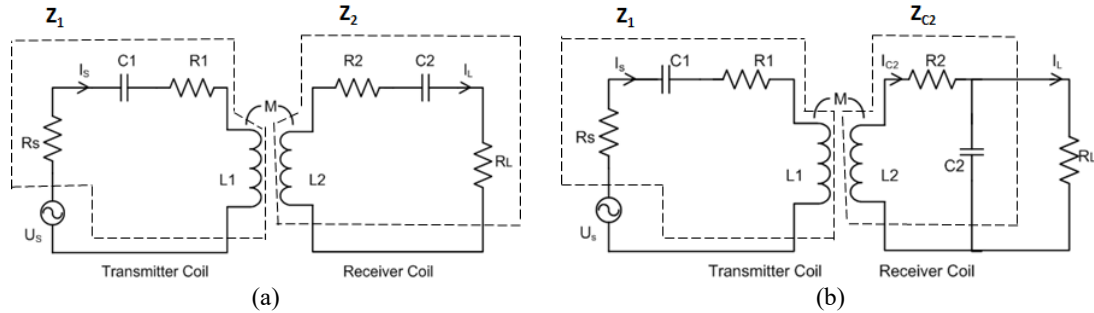 Z1 Z2
C1 R1 R2 C2
IS IL
M
RS
L1 L2 RL
US
Transmitter Coil Receiver Coil
(a)
Z1 ZC2
Is C1 R1 IC2 R2 IL
M
Rs
L1 L2 C2 RL
Us
Transmitter Coil Receiver Coil
(b)